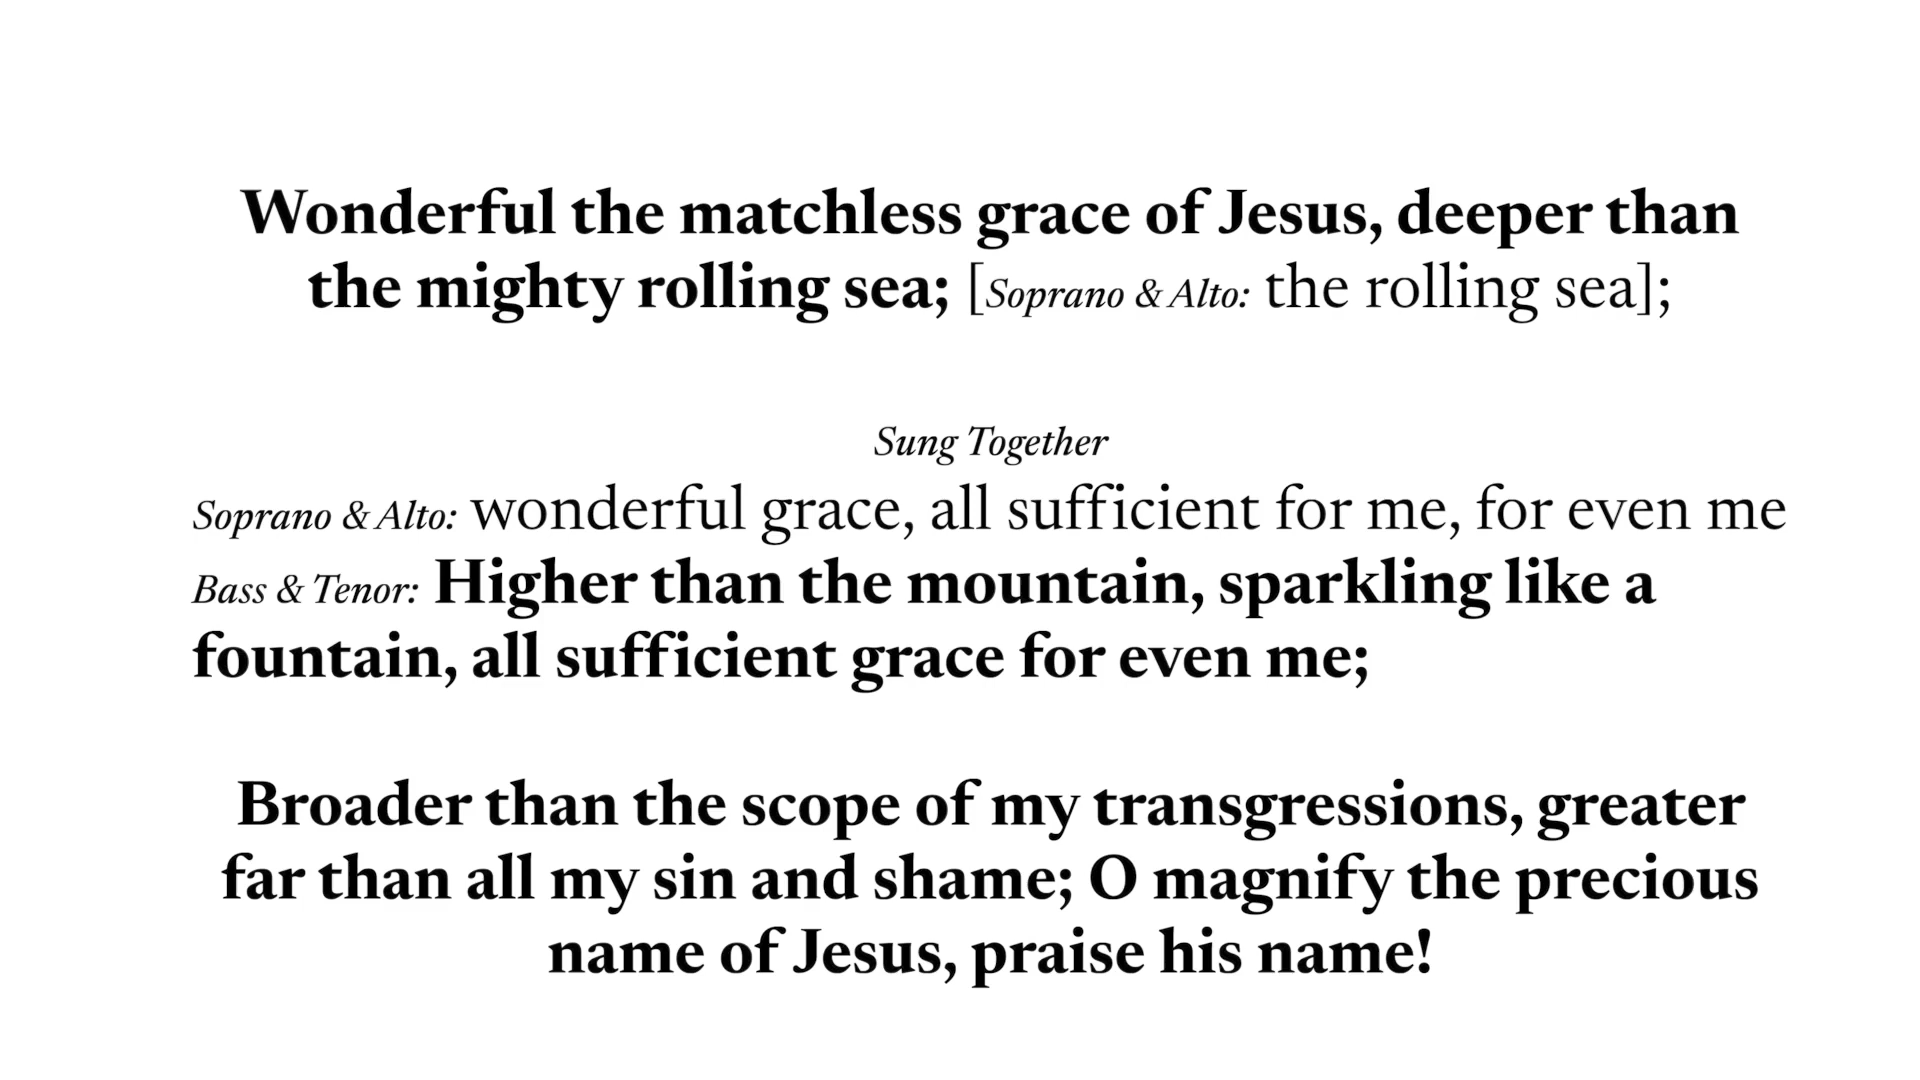 Wonderful the matchless grace of Jesus, deeper than
the mighty rolling sea; [Soprano & Alto: the rolling sea];
Sung Together
Soprano & Alto: wonderful grace, all sufficient for me, for even me
Bass & Tenor: Higher than the mountain, sparkling like a
fountain, all sufficient grace for even me;
Broader than the scope of my transgressions, greater
far than all my sin and shame; O magnify the precious
name of Jesus, praise his name!